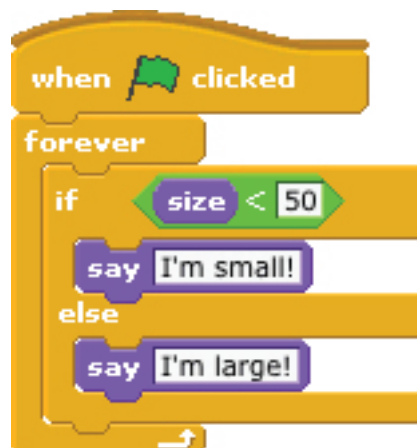 when clicked
forever
if size < 50
say I'm small!
else
say I'm large!